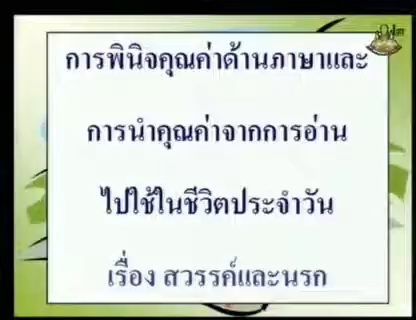 การพินิจคุณค่าด้านภาษาและ
การนำคุณค่าจากการอ่าน
ไปใช้ในชีวิตประจำวัน
เรื่อง สวรรค์และนรก